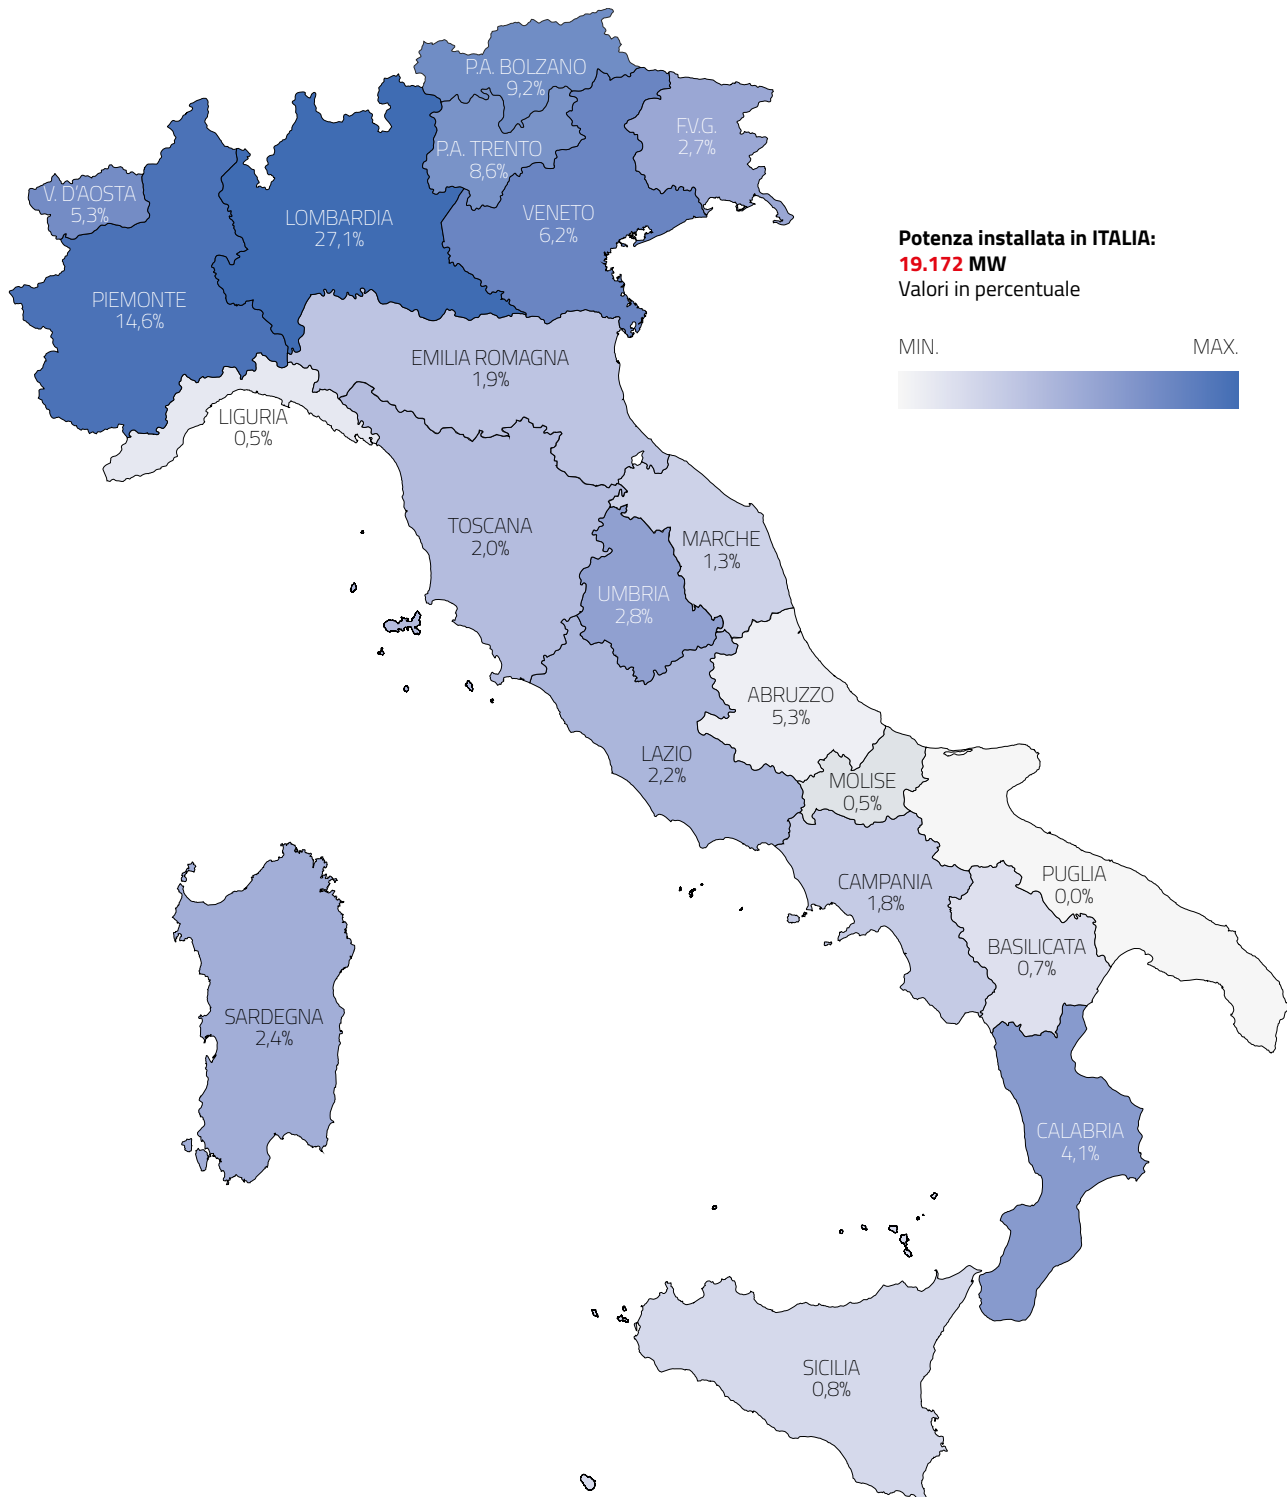 P.A. BOLZANO
9,2%
F.V.G.
2,7%
P.A. TRENTO
8,6%
V. D'AOSTA
5,3%
LOMBARDIA
27,1%
VENETO
6,2%
Potenza installata in ITALIA:
19.172 MW
Valori in percentuale
MIN. MAX.
PIEMONTE
14,6%
EMILIA ROMAGNA
1,9%
LIGURIA
0,5%
TOSCANA
2,0%
MARCHE
1,3%
UMBRIA
2,8%
ABRUZZO
5,3%
LAZIO
2,2%
MOLISE
0,5%
CAMPANIA
1,8%
PUGLIA
0,0%
BASILICATA
0,7%
SARDEGNA
2,4%
CALABRIA
4,1%
SICILIA
0,8%